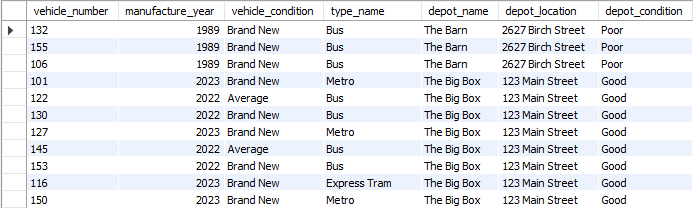 vehicle_number manufacture_year vehicle_condition type_name depot_name depot_location depot_condition
132 1989 Brand New Bus The Barn 2627 Birch Street Poor
155 1989 Brand New Bus The Barn 2627 Birch Street Poor
106 1989 Brand New Bus The Barn 2627 Birch Street Poor
101 2023 Brand New Metro The Big Box 123 Main Street Good
122 2022 Average Bus The Big Box 123 Main Street Good
130 2022 Brand New Bus The Big Box 123 Main Street Good
127 2023 Brand New Metro The Big Box 123 Main Street Good
145 2022 Average Bus The Big Box 123 Main Street Good
153 2022 Brand New Bus The Big Box 123 Main Street Good
116 2023 Brand New Express Tram The Big Box 123 Main Street Good
150 2023 Brand New Metro The Big Box 123 Main Street Good